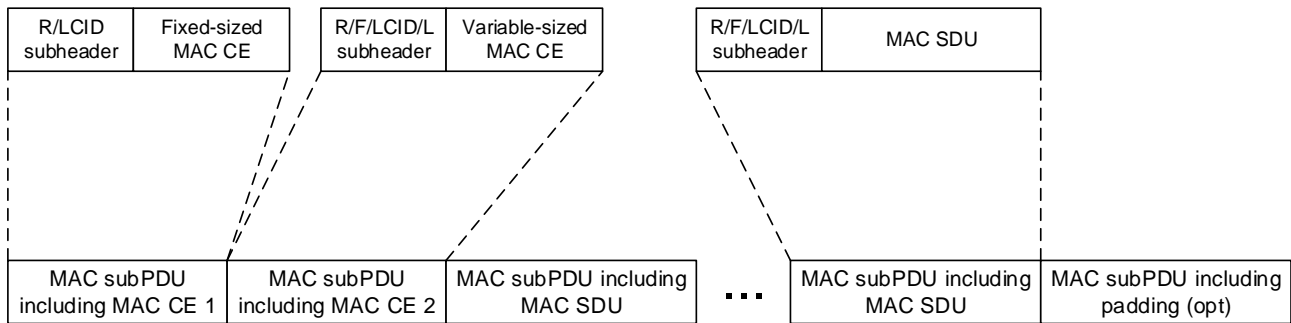 R/LCID
subheader
Fixed-sized
MAC CE
R/F/LCID/L
subheader
Variable-sized
MAC CE
R/F/LCID/L
subheader
MAC SDU
MAC subPDU
including MAC CE 1
MAC subPDU
including MAC CE 2
MAC subPDU including
MAC SDU
...
MAC subPDU including
MAC SDU
MAC subPDU including
padding (opt)